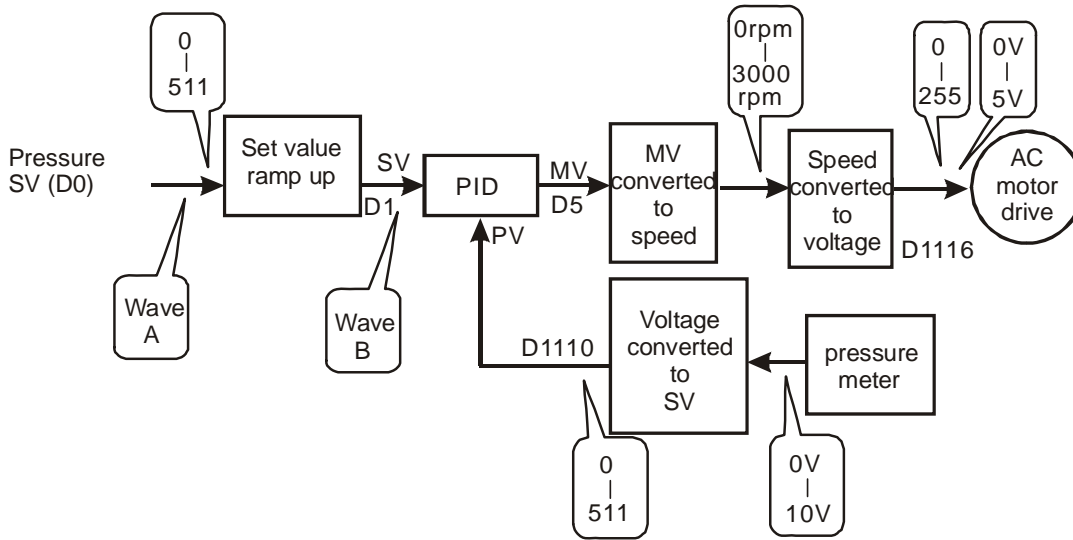 0
|
511
Pressure
SV (D0)
Wave
A
Set value
ramp up
SV
D1
Wave
B
PID
PV
MV
D5
MV
converted
to
speed
0rpm
|
3000
rpm
Speed
converted
to
voltage
0
|
255
0V
|
5V
D1116
AC
motor
drive
D1110
0
|
511
Voltage
converted
to
SV
0V
|
10V
pressure
meter